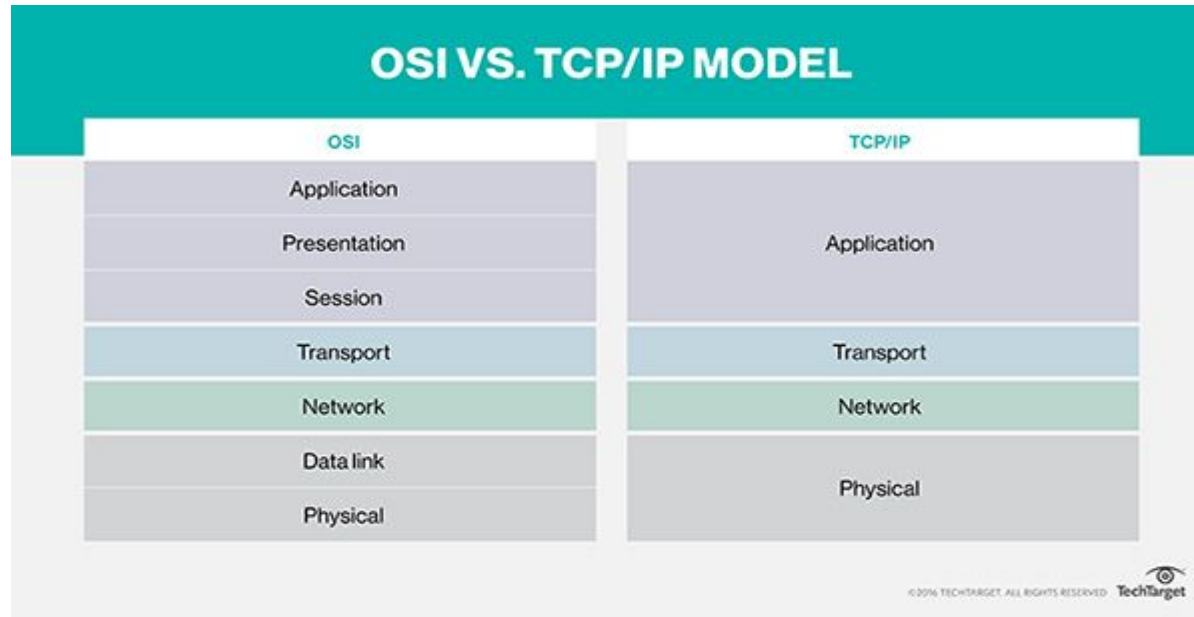 OSI VS. TCP/IP MODEL
OSI
TCP/IP
Application
Presentation
Session
Transport
Network
Data link
Physical
Application
Transport
Network
Physical
©2016 TECHTARGET. ALL RIGHTS RESERVED TechTarget